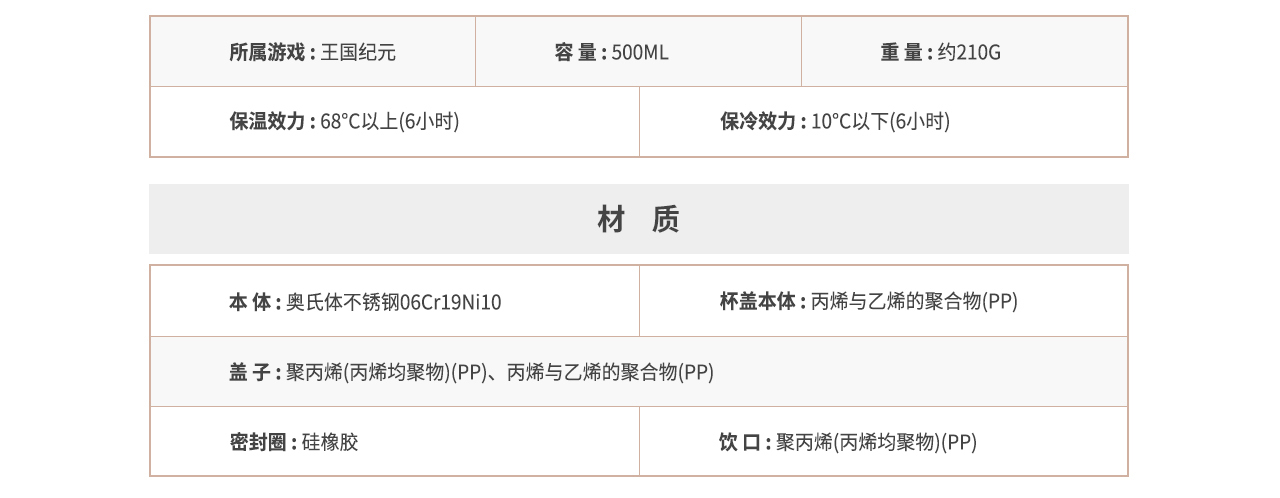 所属游戏 : 王国纪元
容 量 : 500ML
重 量 : 约210G
保温效力 : 68°C以上(6小时)
保冷效力 : 10°C以下(6小时)
材 质
本 体 : 奥氏体不锈钢06Cr19Ni10
杯盖本体 : 丙烯与乙烯的聚合物(PP)
盖 子 : 聚丙烯(丙烯均聚物)(PP)、丙烯与乙烯的聚合物(PP)
密封圈 : 硅橡胶
饮 口 : 聚丙烯(丙烯均聚物)(PP)